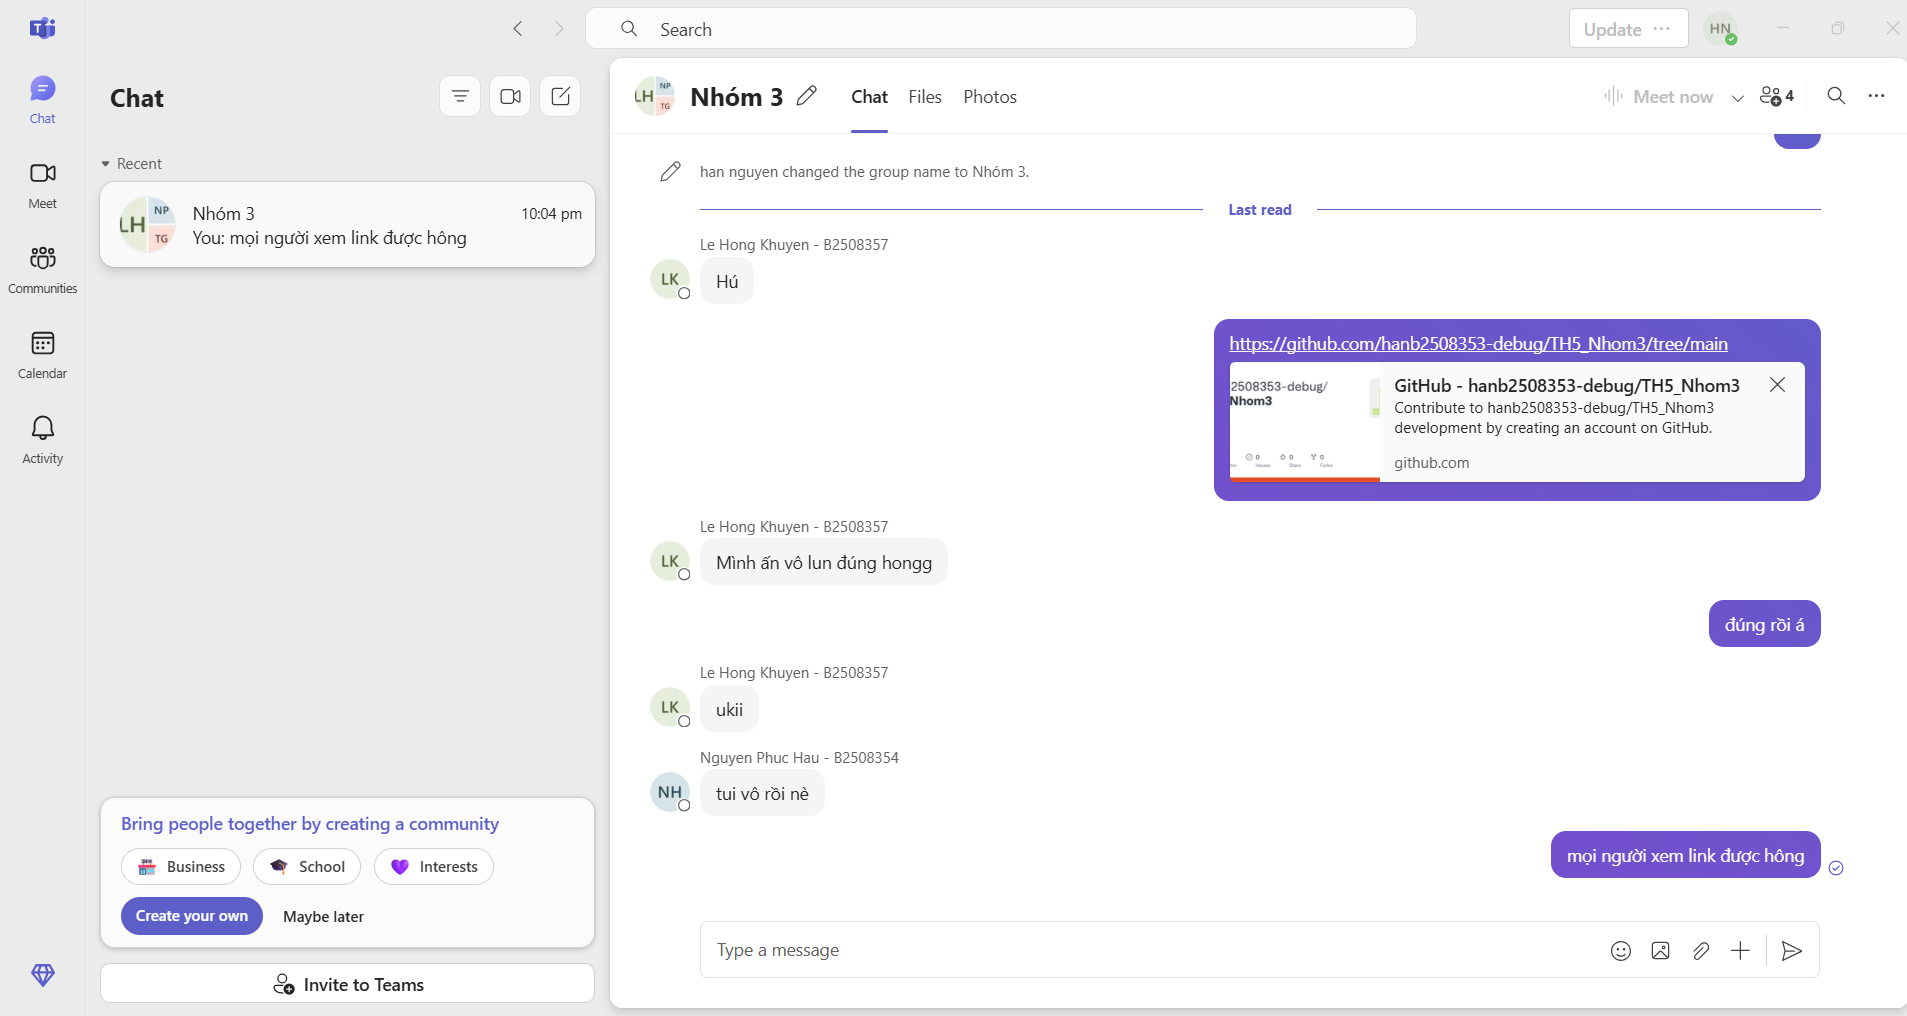 Search
Update
HN
Chat
Meet
Communities
Calendar
Activity
Chat
Recent
LH NP TG
Nhóm 3
10:04 pm
You: mọi người xem link được hông
Bring people together by creating a community
Business
School
Interests
Create your own
Maybe later
Invite to Teams
LH NP TG
Nhóm 3
Chat
Files
Photos
Meet now
4
han nguyen changed the group name to Nhóm 3.
Last read
Le Hong Khuyen - B2508357
LK
Hú
https://github.com/hanb2508353-debug/TH5_Nhom3/tree/main
2508353-debug/
Nhom3
0
Issues
0
Stars
0
Forks
GitHub - hanb2508353-debug/TH5_Nhom3
Contribute to hanb2508353-debug/TH5_Nhom3
development by creating an account on GitHub.
github.com
Le Hong Khuyen - B2508357
LK
Mình ấn vô lun đúng hongg
đúng rồi á
Le Hong Khuyen - B2508357
LK
ukii
Nguyen Phuc Hau - B2508354
NH
tui vô rồi nè
mọi người xem link được hông
Type a message